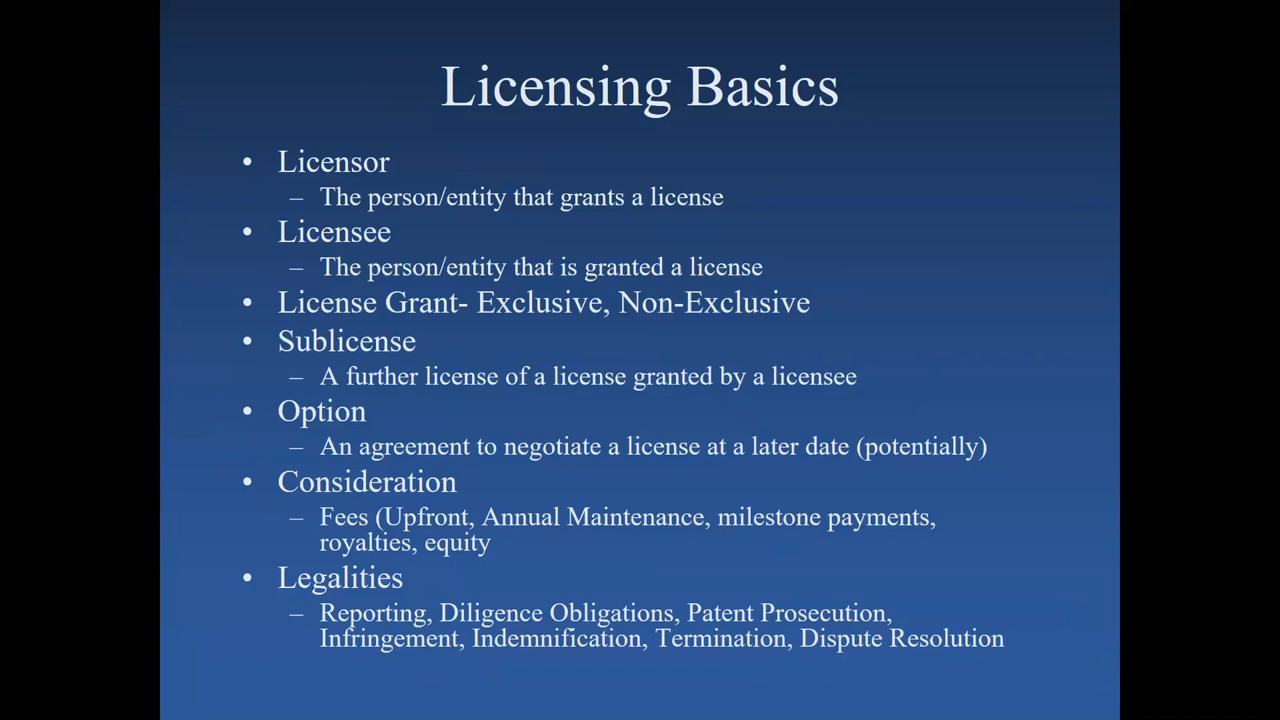 Licensing Basics
• Licensor
– The person/entity that grants a license
• Licensee
– The person/entity that is granted a license
• License Grant- Exclusive, Non-Exclusive
• Sublicense
– A further license of a license granted by a licensee
• Option
– An agreement to negotiate a license at a later date (potentially)
• Consideration
– Fees (Upfront, Annual Maintenance, milestone payments,
royalties, equity
• Legalities
– Reporting, Diligence Obligations, Patent Prosecution,
Infringement, Indemnification, Termination, Dispute Resolution